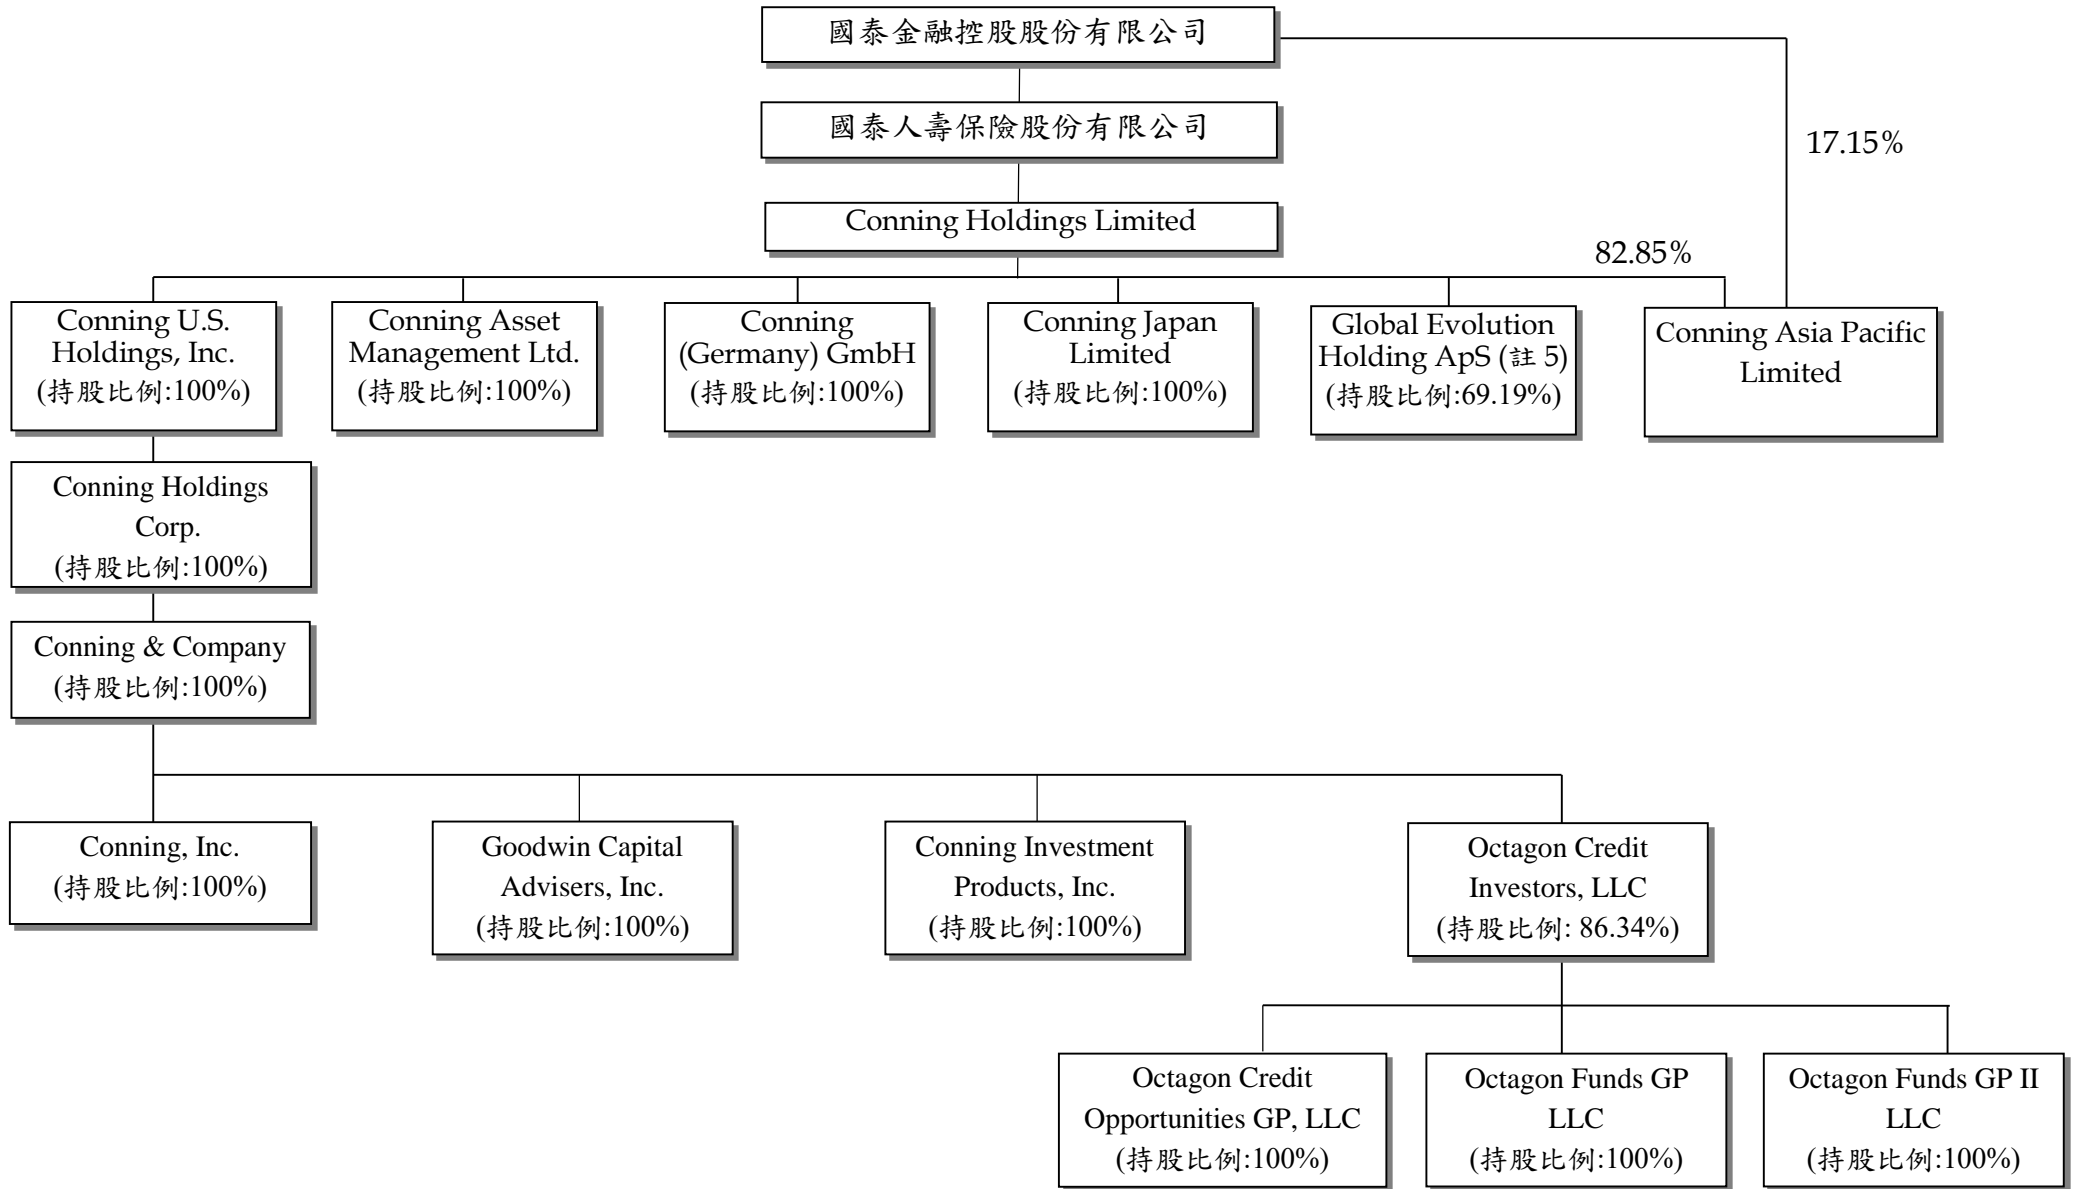 國泰金融控股股份有限公司
國泰人壽保險股份有限公司
17.15%
Conning Holdings Limited
82.85%
Conning U.S.
Holdings, Inc.
(持股比例:100%)
Conning Asset
Management Ltd.
(持股比例:100%)
Conning
(Germany) GmbH
(持股比例:100%)
Conning Japan
Limited
(持股比例:100%)
Global Evolution
Holding ApS (註 5)
(持股比例:69.19%)
Conning Asia Pacific
Limited
Conning Holdings
Corp.
(持股比例:100%)
Conning & Company
(持股比例:100%)
Conning, Inc.
(持股比例:100%)
Goodwin Capital
Advisers, Inc.
(持股比例:100%)
Conning Investment
Products, Inc.
(持股比例:100%)
Octagon Credit
Investors, LLC
(持股比例: 86.34%)
Octagon Credit
Opportunities GP, LLC
(持股比例:100%)
Octagon Funds GP
LLC
(持股比例:100%)
Octagon Funds GP II
LLC
(持股比例:100%)